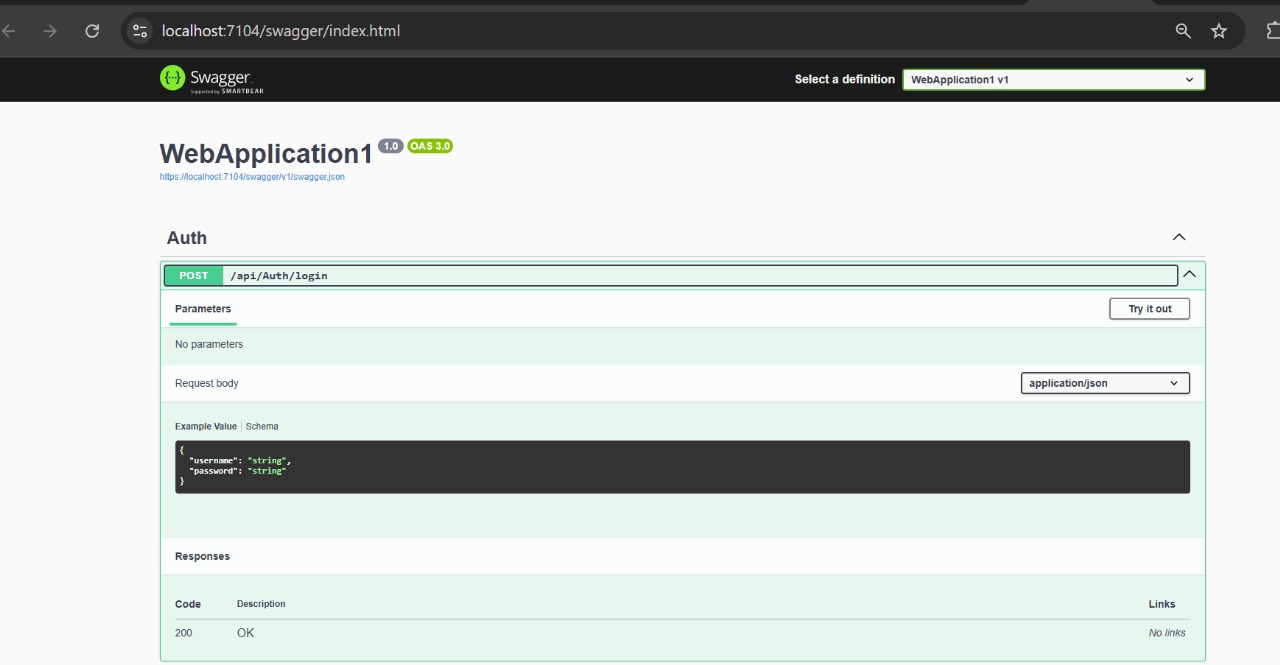 localhost:7104/swagger/index.html
{···} Swagger. Select a definition WebApplication1 v1
Supported by SMARTBEAR
WebApplication1 1.0 OAS 3.0
https://localhost:7104/swagger/v1/swagger.json
Auth
POST /api/Auth/login
Parameters Try it out
No parameters
Request body application/json
Example Value | Schema
{
"username": "string",
"password": "string"
}
Responses
Code Description Links
200 OK No links